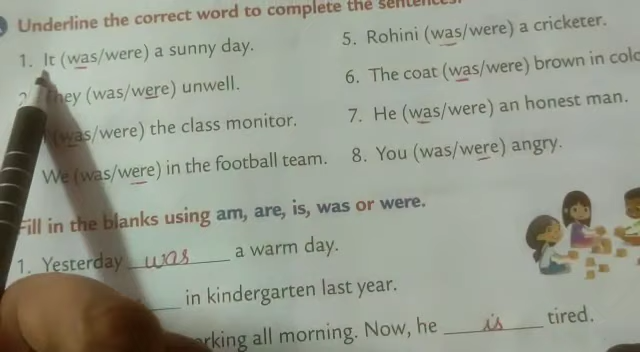 Underline the correct word to complete the sentences.
1. It (was/were) a sunny day.
They (was/were) unwell.
(was/were) the class monitor.
We (was/were) in the football team.
5. Rohini (was/were) a cricketer.
6. The coat (was/were) brown in colo
7. He (was/were) an honest man.
8. You (was/were) angry.
Fill in the blanks using am, are, is, was or were.
1. Yesterday was a warm day.
in kindergarten last year.
rking all morning. Now, he is tired.